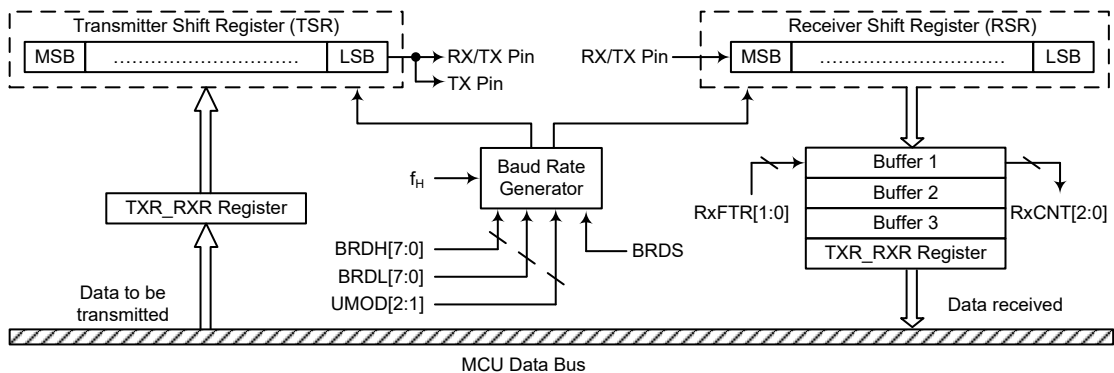 Transmitter Shift Register (TSR)
MSB ............................ LSB
RX/TX Pin
TX Pin
Receiver Shift Register (RSR)
RX/TX Pin
MSB ............................ LSB
Baud Rate
Generator
fH
BRDH[7:0]
BRDL[7:0]
UMOD[2:1]
BRDS
TXR_RXR Register
Data to be
transmitted
Buffer 1
Buffer 2
Buffer 3
TXR_RXR Register
RxFTR[1:0]
RxCNT[2:0]
Data received
MCU Data Bus